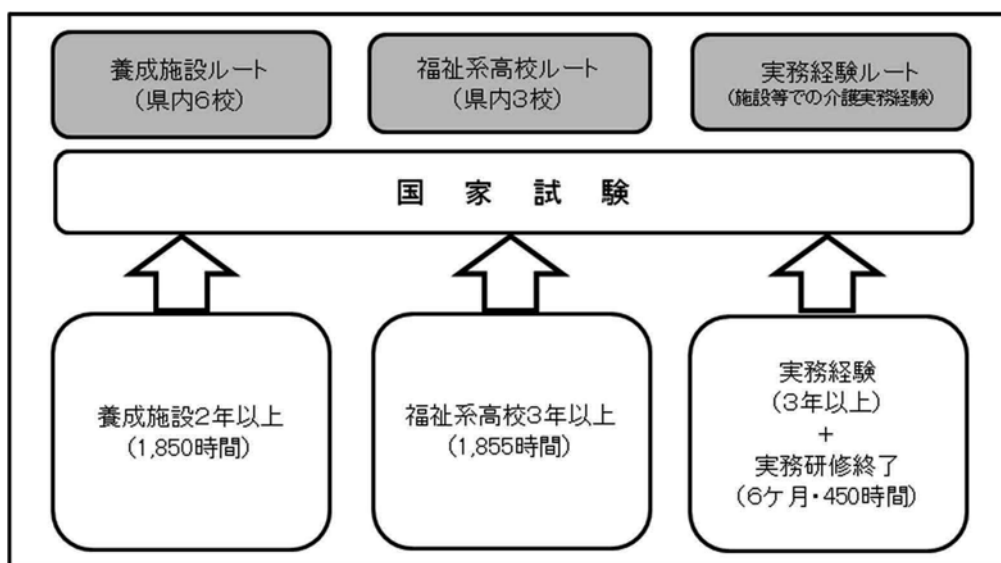 養成施設ルート
(県内6校)
福祉系高校ルート
(県内3校)
実務経験ルート
(施設等での介護実務経験)
国家試験
養成施設2年以上
(1,850時間)
福祉系高校3年以上
(1,855時間)
実務経験
(3年以上)
+
実務研修終了
(6ケ月・450時間)